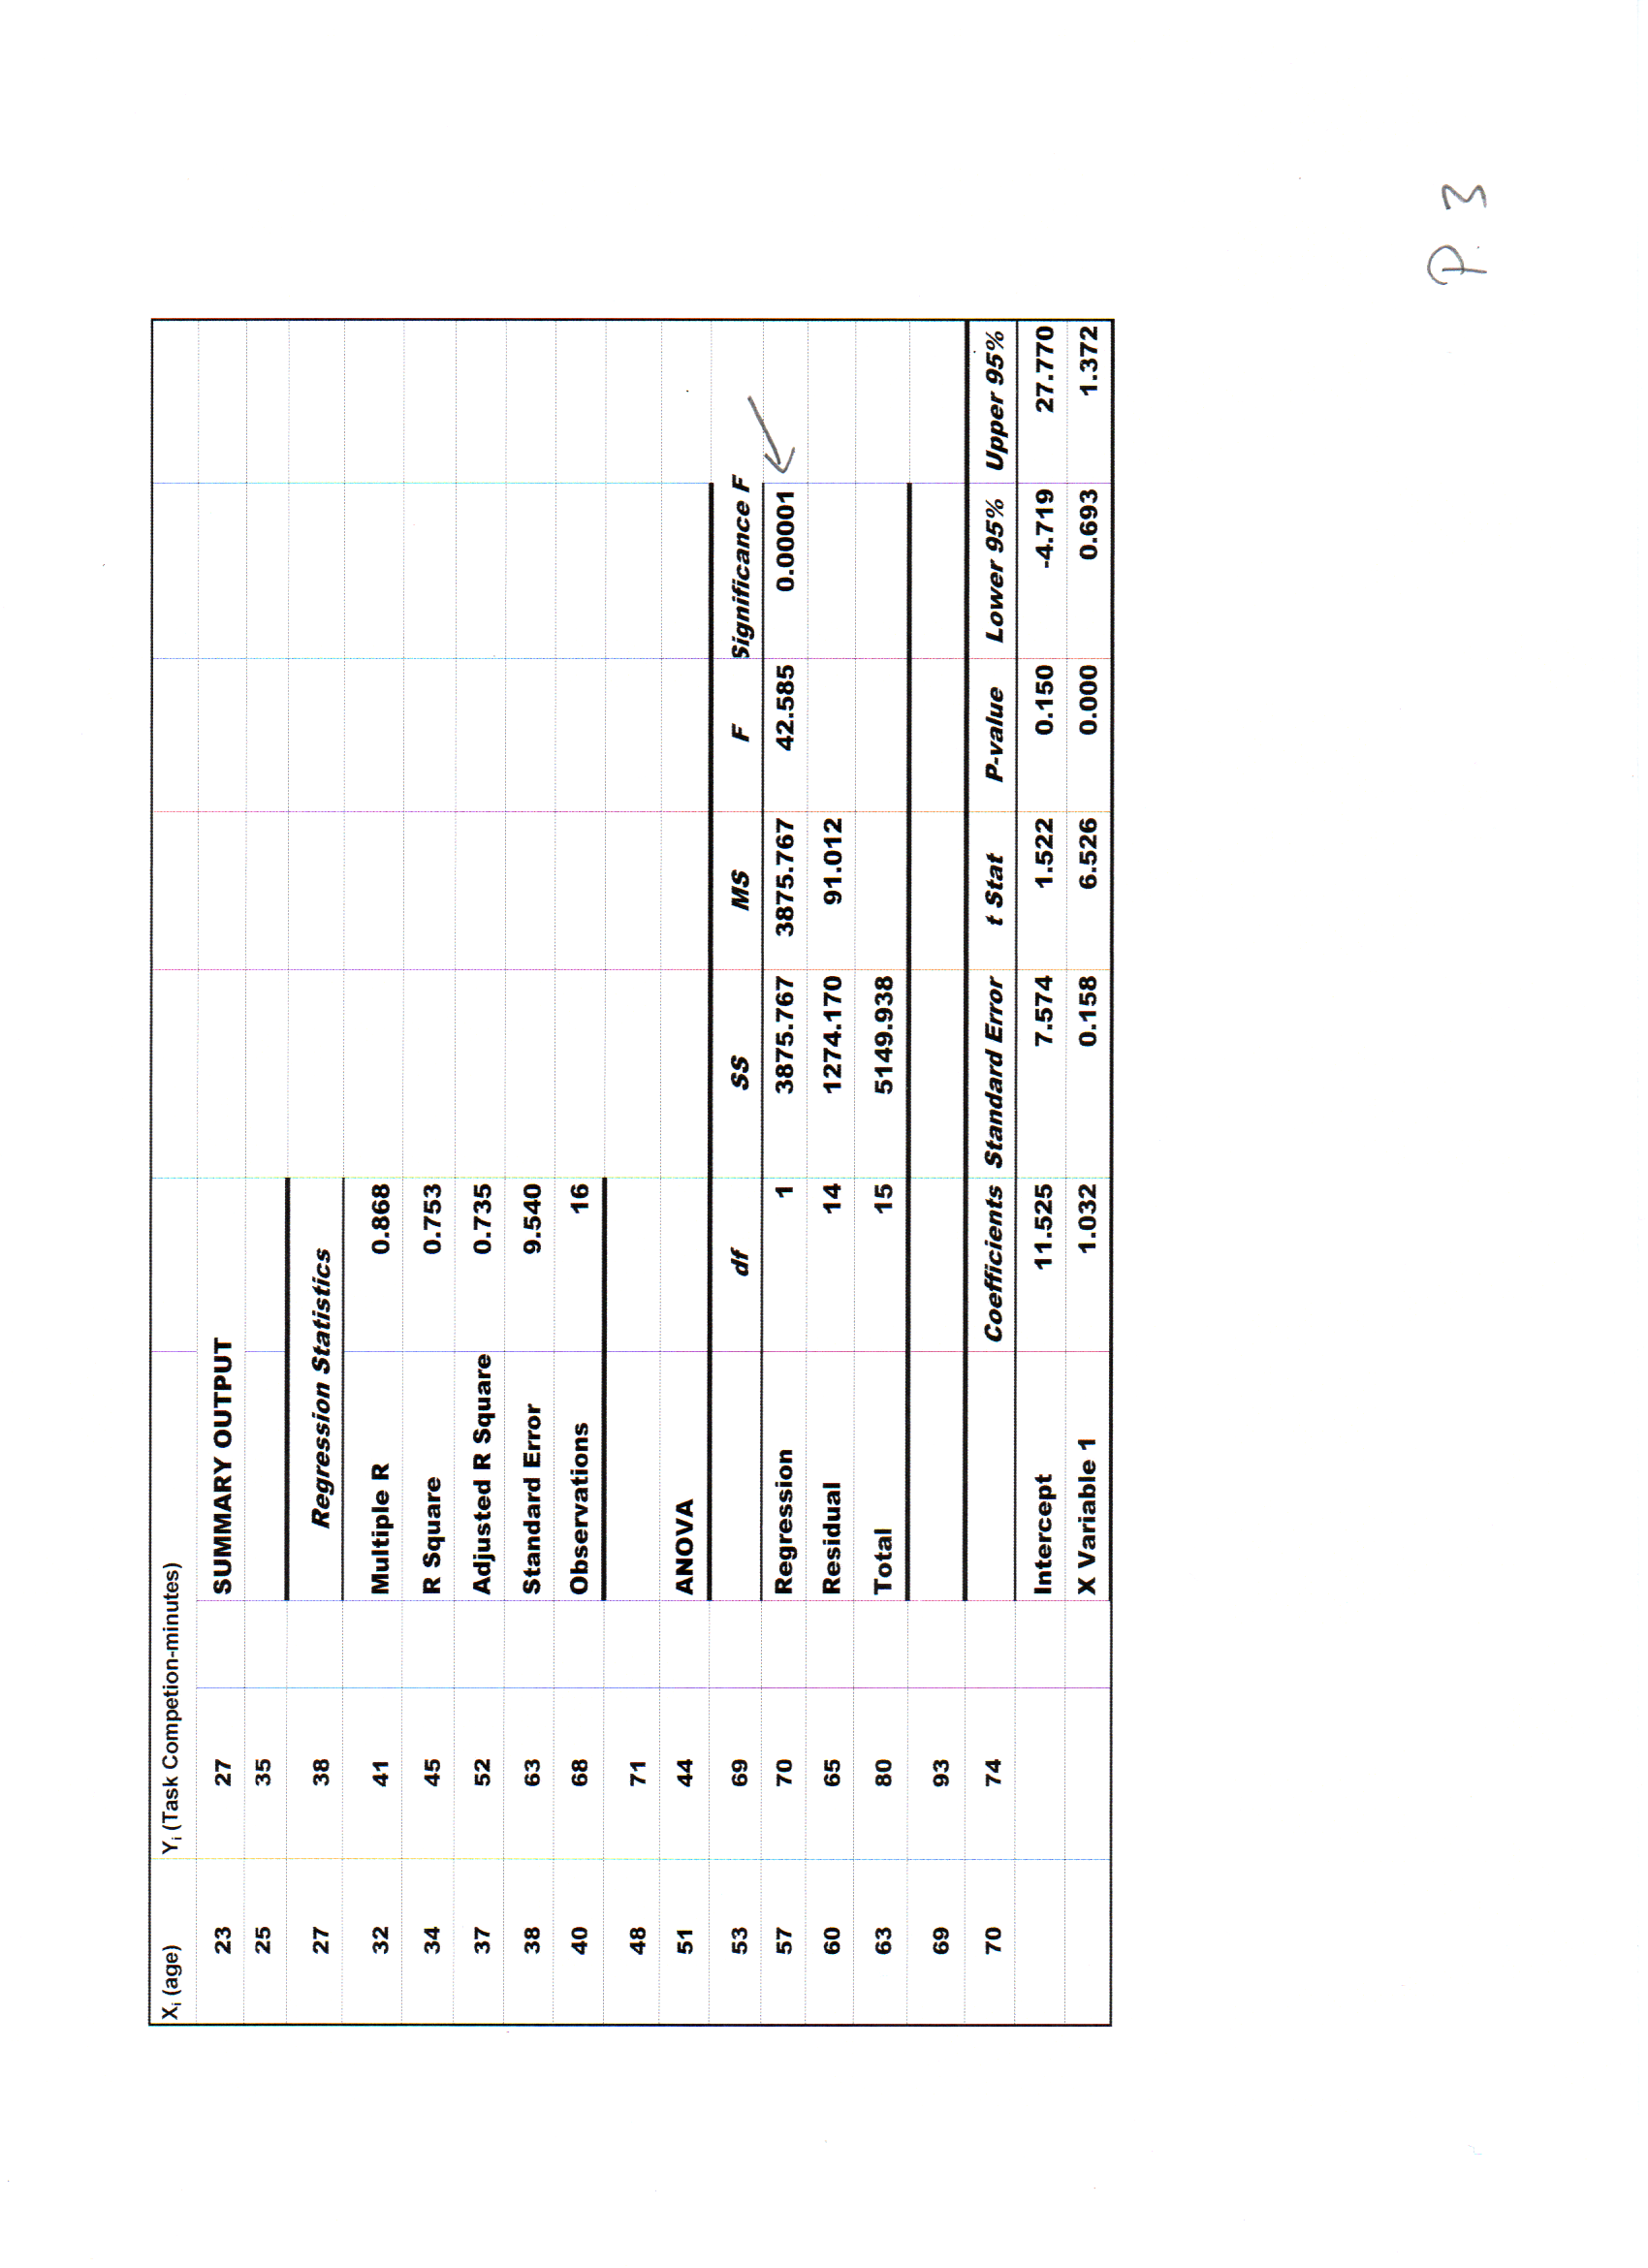 Xi (age) Yi (Task Competion-minutes)
23 27 SUMMARY OUTPUT
25 35
27 38 Regression Statistics
32 41 Multiple R 0.868
34 45 R Square 0.753
37 52 Adjusted R Square 0.735
38 63 Standard Error 9.540
40 68 Observations 16
48 71
51 44 ANOVA
53 69 df SS MS F Significance F
57 70 Regression 1 3875.767 3875.767 42.585 0.00001
60 65 Residual 14 1274.170 91.012
63 80 Total 15 5149.938
69 93
70 74 Coefficients Standard Error t Stat P-value Lower 95% Upper 95%
Intercept 11.525 7.574 1.522 0.150 -4.719 27.770
X Variable 1 1.032 0.158 6.526 0.000 0.693 1.372
P. 3